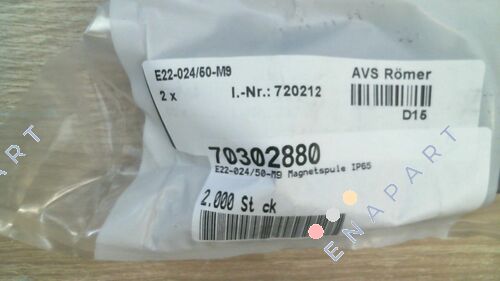 E22-024/50-M9
AVS Römer
2 x
I.-Nr.: 720212
D15
70302880
E22-024/50-M9 Magnetspule IP65
2.000 St ck
ENAPART
ENAPART